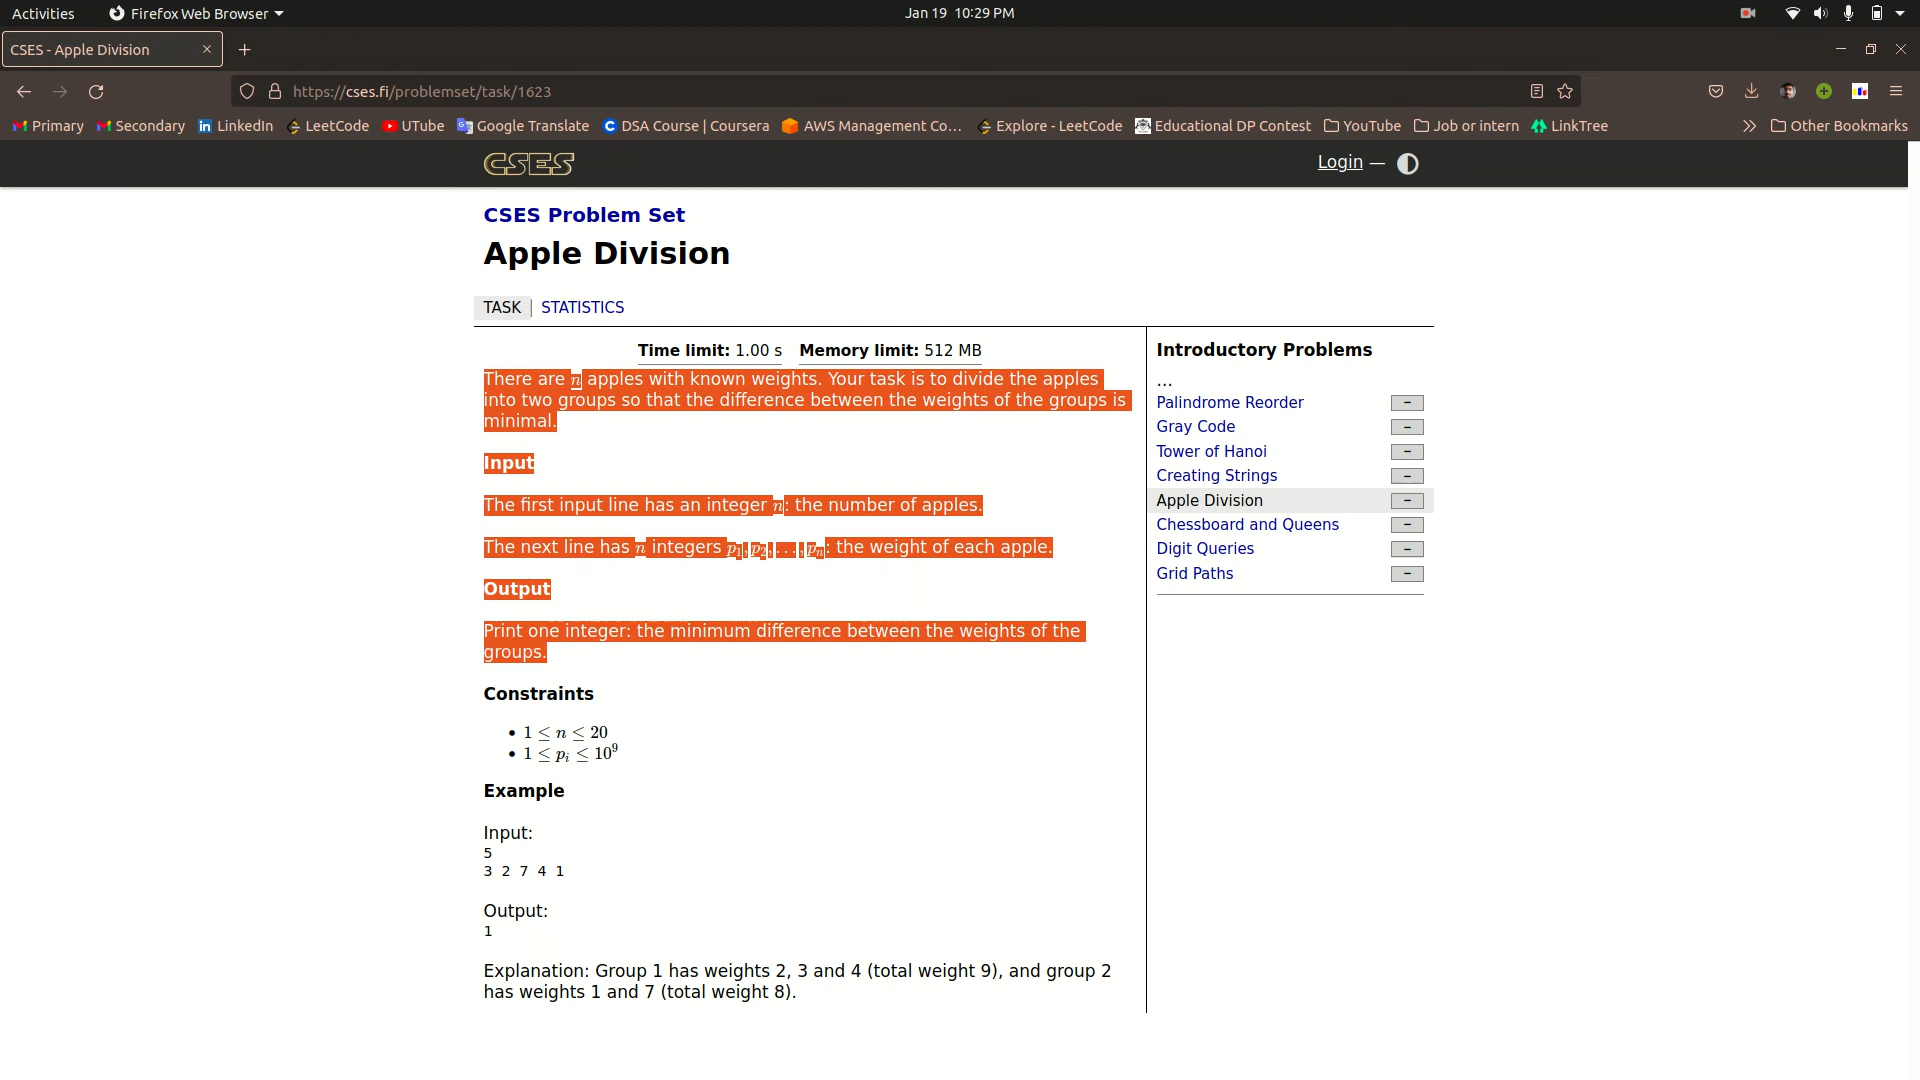 Activities Firefox Web Browser Jan 19 10:29 PM
CSES - Apple Division
https://cses.fi/problemset/task/1623
Primary Secondary LinkedIn LeetCode UTube Google Translate DSA Course | Coursera AWS Management Co... Explore - LeetCode Educational DP Contest YouTube Job or intern LinkTree Other Bookmarks
CSES Login —
CSES Problem Set
Apple Division
TASK | STATISTICS
Time limit: 1.00 s Memory limit: 512 MB
There are n apples with known weights. Your task is to divide the apples
into two groups so that the difference between the weights of the groups is
minimal.
Input
The first input line has an integer n: the number of apples.
The next line has n integers p₁,p₂,…,pₙ: the weight of each apple.
Output
Print one integer: the minimum difference between the weights of the
groups.
Constraints
• 1 ≤ n ≤ 20
• 1 ≤ pᵢ ≤ 10⁹
Example
Input:
5
3 2 7 4 1
Output:
1
Explanation: Group 1 has weights 2, 3 and 4 (total weight 9), and group 2
has weights 1 and 7 (total weight 8).
Introductory Problems
...
Palindrome Reorder –
Gray Code –
Tower of Hanoi –
Creating Strings –
Apple Division –
Chessboard and Queens –
Digit Queries –
Grid Paths –